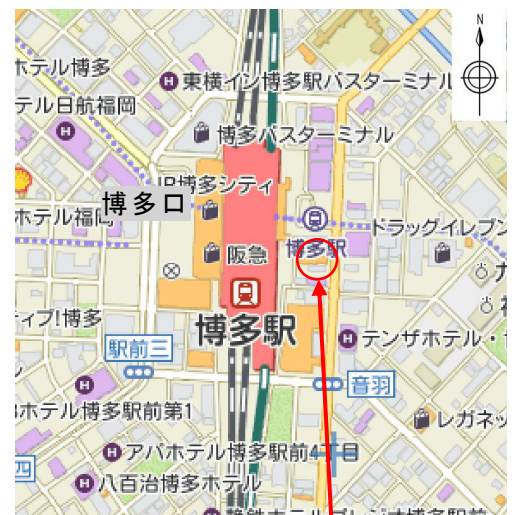 N
ホテル博多
東横イン博多駅バスターミナル
テル日航福岡
H
博多バスターミナル
JR博多シティ
博多口
ホテル福
ドラッグイレブン
博多駅
阪急
ィブ!博多
博多駅
テンザホテル・
駅前三
音羽
ホテル博多駅前第1
レガネッ
アパホテル博多駅前4丁目
四
八百治博多ホテル